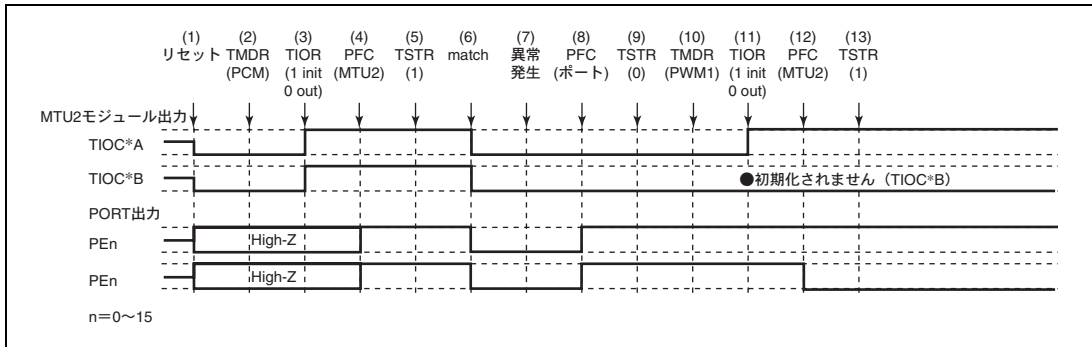 (1) (2) (3) (4) (5) (6) (7) (8) (9) (10) (11) (12) (13)
リセット TMDR TIOR PFC TSTR match 異常 PFC TSTR TMDR TIOR PFC TSTR
(PCM) (1 init (MTU2) (1) 発生 (ポート) (0) (PWM1) (1 init (MTU2) (1)
0 out) 0 out)
MTU2モジュール出力
TIOC*A
TIOC*B ●初期化されません（TIOC*B）
PORT出力
PEn High-Z
PEn High-Z
n＝0～15